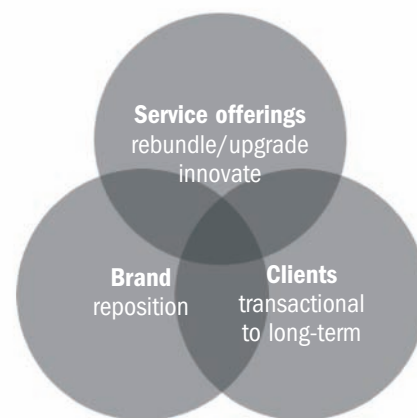 Service offerings
rebundle/upgrade
innovate
Brand
reposition
Clients
transactional
to long-term